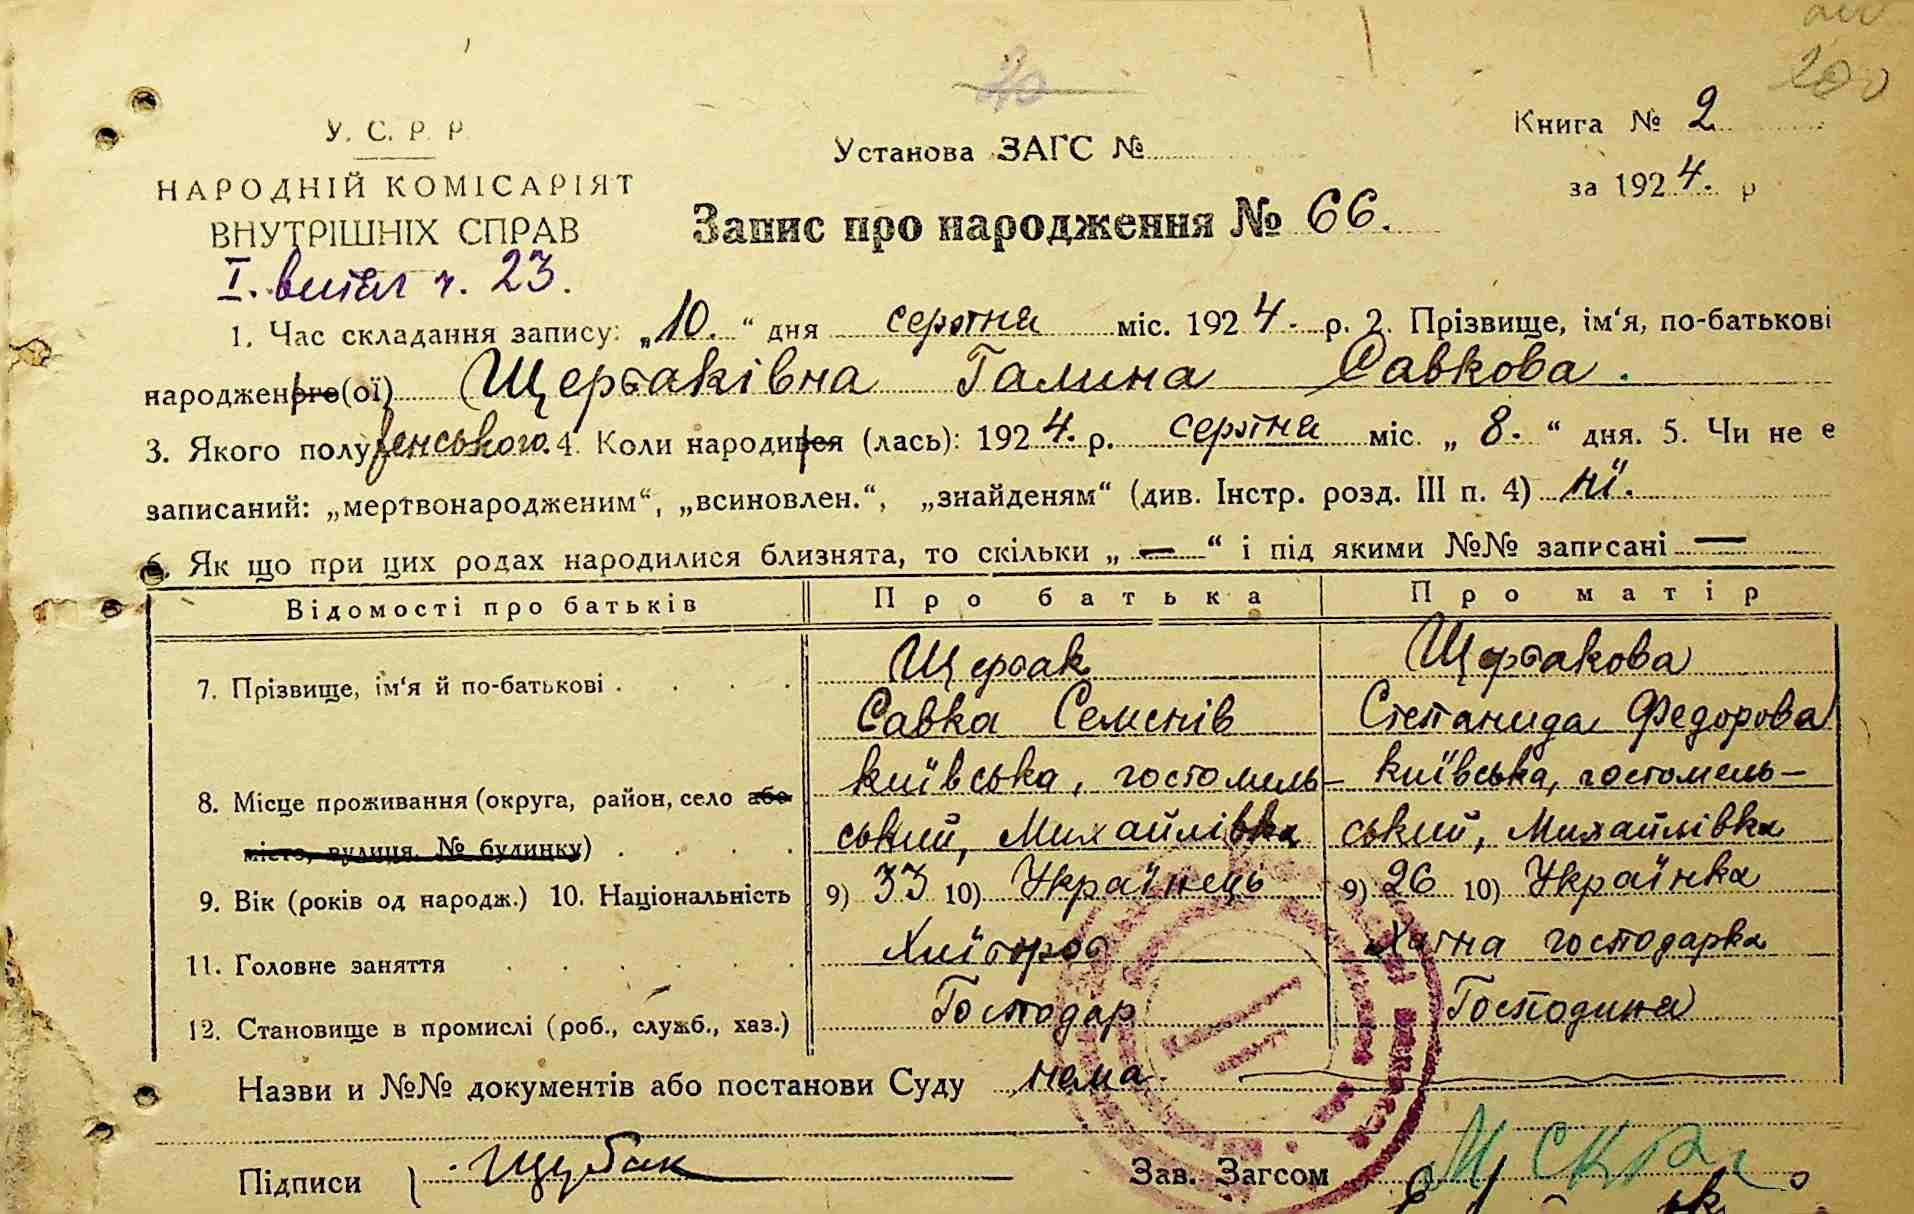 200
У. С. Р. Р.
НАРОДНІЙ КОМІСАРІЯТ
ВНУТРІШНІХ СПРАВ
I. витяг ч. 23.
Установа ЗАГС №
Книга № 2
за 1924. р
Запис про народження № 66.
1. Час складання запису: „10.“ дня серпня міс. 1924. р. 2. Прізвище, ім‘я, по-батькові
народженого(ої) Щербаківна Галина Савкова.
3. Якого полу женського. 4. Коли народився (лась): 1924. р. серпня міс. „8.“ дня. 5. Чи не е
записаний: „мертвонародженим“, „всиновлен.“, „знайденям“ (див. Інстр. розд. III п. 4) ні.
6. Як що при цих родах народилися близнята, то скільки „—“ і під якими №№ записані —
Відомості про батьків Про батька Про матір
7. Прізвище, ім‘я й по-батькові . . . . Щербак Щербакова
Савка Семенів Степанида Федорова
8. Місце проживання (округа, район, село або київська, гостомель- київська, гостомель-
місто, вулиця, № будинку) . . . . ський, Михайлівка ський, Михайлівка
9. Вік (років од народж.) 10. Національність 9) 33 10) Українець 9) 26 10) Українка
11. Головне заняття . . . . . Хлібороб Хатна господарка
12. Становище в промислі (роб., служб., хаз.) Господар Господиня
Назви и №№ документів або постанови Суду нема
Підписи Щербак Зав. Загсом